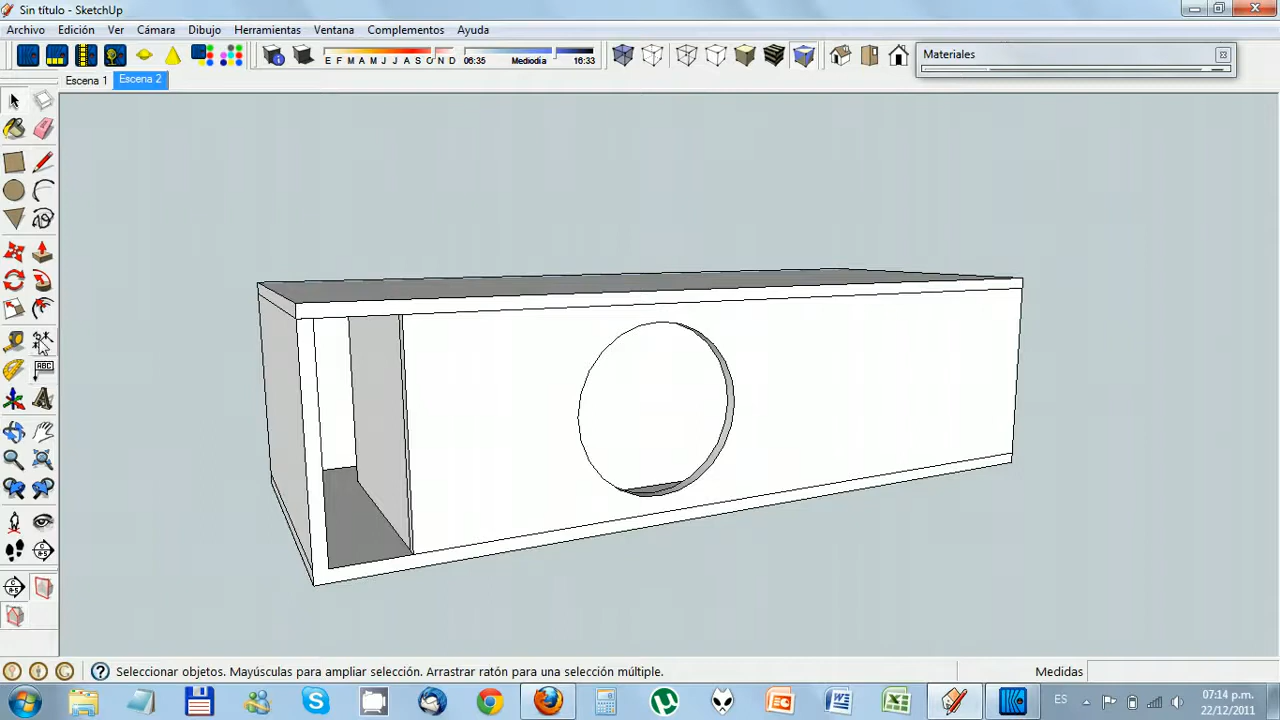 Sin título - SketchUp
Archivo Edición Ver Cámara Dibujo Herramientas Ventana Complementos Ayuda
E F M A M J J A S O N D 06:35 Mediodía 16:33
Materiales
Escena 1 Escena 2
ABC
Seleccionar objetos. Mayúsculas para ampliar selección. Arrastrar ratón para una selección múltiple.
Medidas
ES
07:14 p.m.
22/12/2011